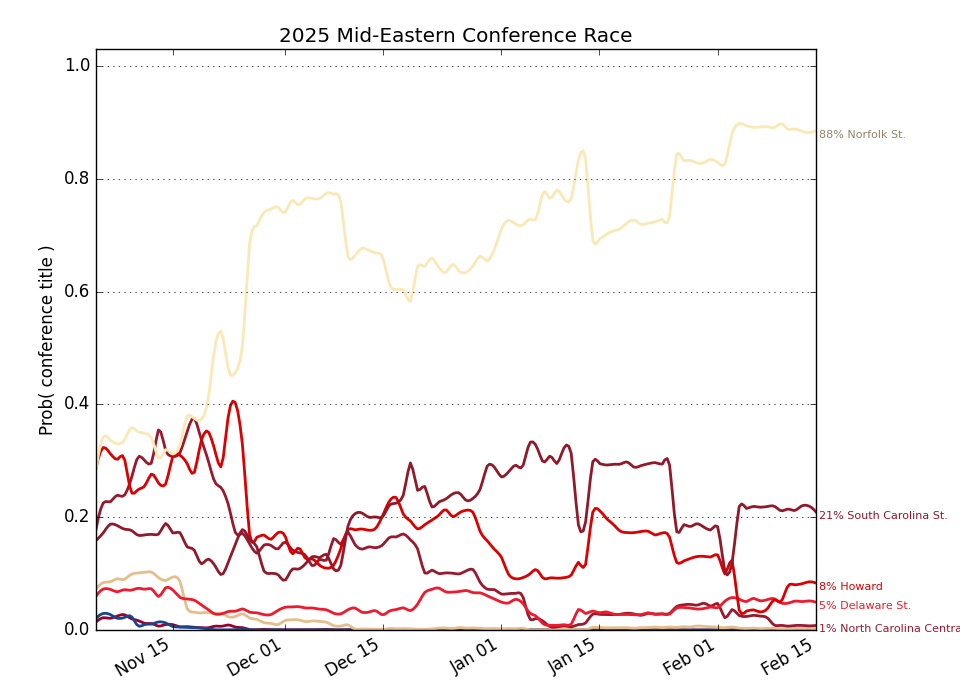 2025 Mid-Eastern Conference Race
Prob( conference title )
1.0
0.8
0.6
0.4
0.2
0.0
Nov 15
Dec 01
Dec 15
Jan 01
Jan 15
Feb 01
Feb 15
88% Norfolk St.
21% South Carolina St.
8% Howard
5% Delaware St.
1% North Carolina Centra